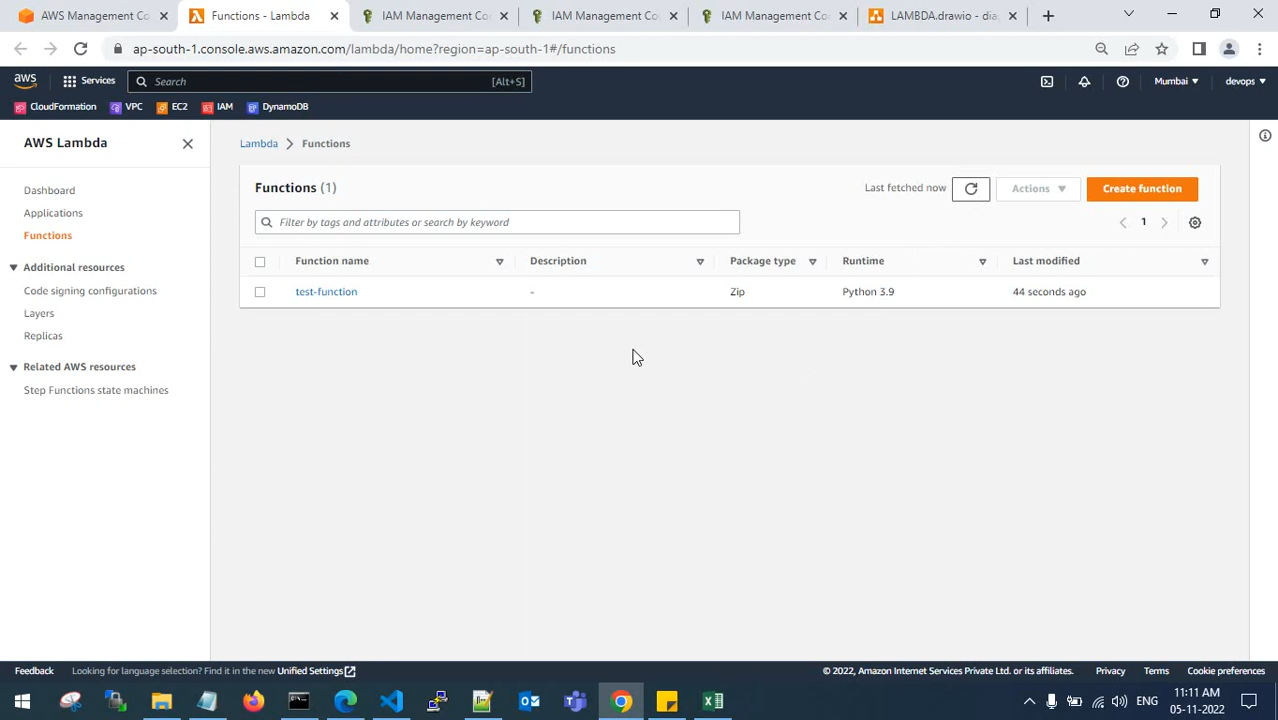 AWS Management Co
Functions - Lambda
IAM Management Co
IAM Management Co
IAM Management Co
LAMBDA.drawio - dia
ap-south-1.console.aws.amazon.com/lambda/home?region=ap-south-1#/functions
aws
Services
Search
[Alt+S]
Mumbai
devops
CloudFormation
VPC
EC2
IAM
DynamoDB
AWS Lambda
Dashboard
Applications
Functions
Additional resources
Code signing configurations
Layers
Replicas
Related AWS resources
Step Functions state machines
Lambda
Functions
Functions (1)
Last fetched now
Actions
Create function
Filter by tags and attributes or search by keyword
1
Function name
Description
Package type
Runtime
Last modified
test-function
-
Zip
Python 3.9
44 seconds ago
Feedback
Looking for language selection? Find it in the new Unified Settings
© 2022, Amazon Internet Services Private Ltd. or its affiliates.
Privacy
Terms
Cookie preferences
ENG
11:11 AM
05-11-2022